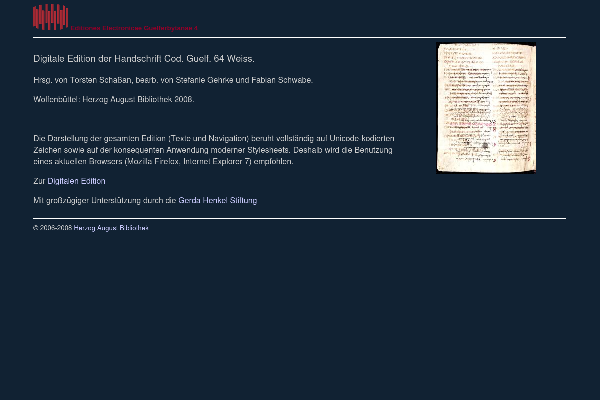 Digitale Edition der Handschrift Cod. Guelf. 64 Weiss.
Hrsg. von Torsten Schaßan, bearb. von Stefanie Gehrke und Fabian Schwabe.
Wolfenbüttel: Herzog August Bibliothek 2008.
Die Darstellung der gesamten Edition (Texte und Navigation) beruht vollständig auf Unicode-kodierten
Zeichen sowie auf der konsequenten Anwendung moderner Stylesheets. Deshalb wird die Benutzung
eines aktuellen Browsers (Mozilla Firefox, Internet Explorer 7) empfohlen.
Zur Digitalen Edition
Mit großzügiger Unterstützung durch die Gerda Henkel Stiftung
© 2006-2008 Herzog August Bibliothek